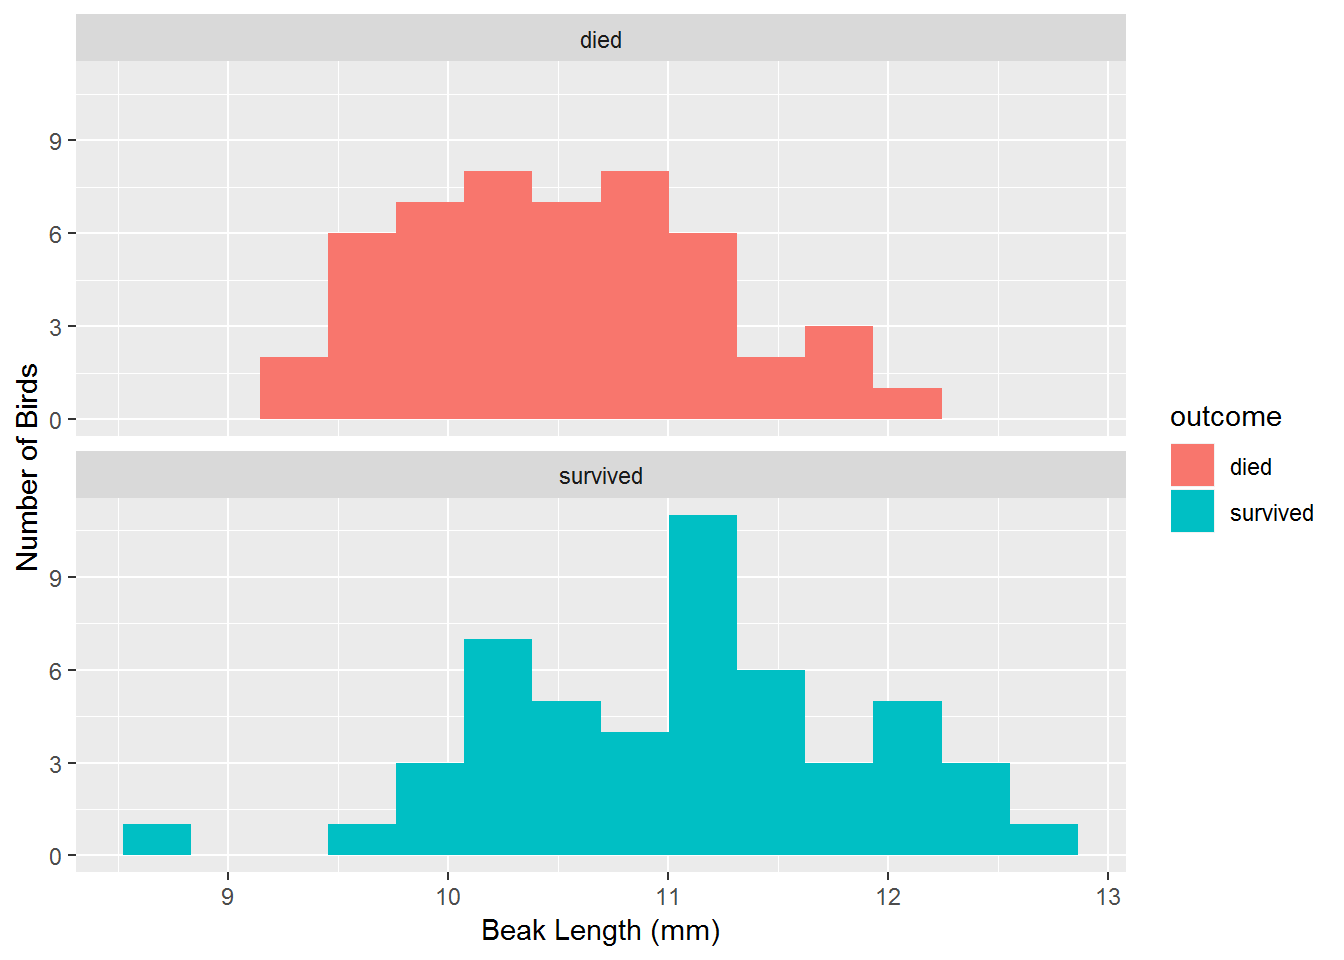 died
9
6
3
0
survived
9
6
3
0
9 10 11 12 13
Beak Length (mm)
Number of Birds
outcome
died
survived